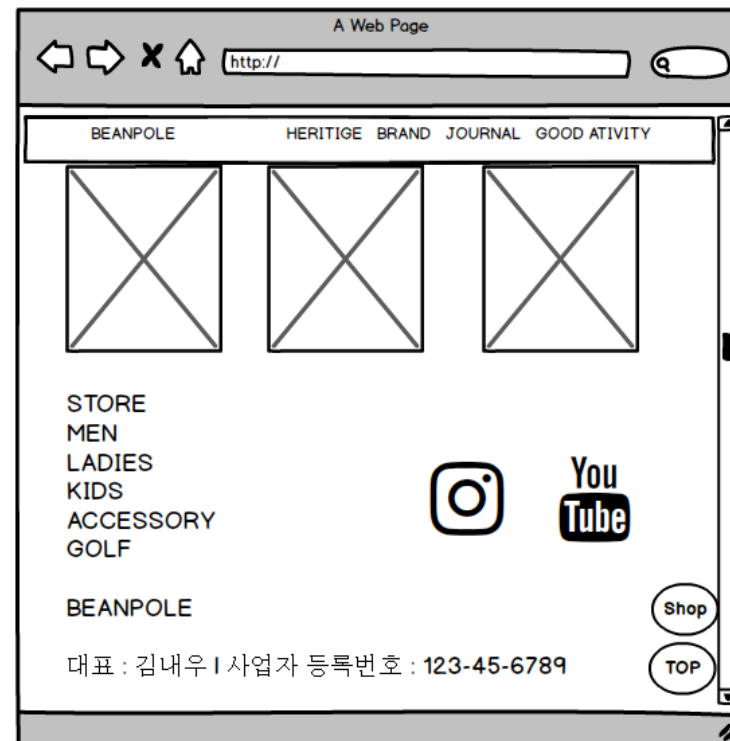 A Web Page
http://
BEANPOLE HERITIGE BRAND JOURNAL GOOD ATIVITY
STORE
MEN
LADIES
KIDS
ACCESSORY
GOLF
You
Tube
BEANPOLE
Shop
대표 : 김내우 I 사업자 등록번호 : 123-45-6789
TOP